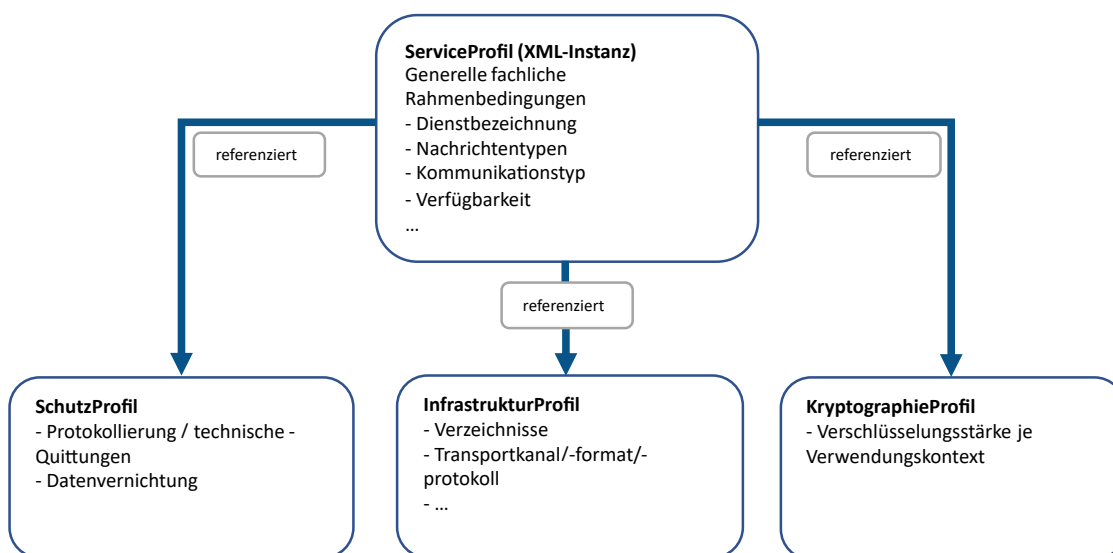 ServiceProfil (XML-Instanz)
Generelle fachliche
Rahmenbedingungen
- Dienstbezeichnung
- Nachrichtentypen
- Kommunikationstyp
- Verfügbarkeit
...
referenziert
referenziert
referenziert
SchutzProfil
- Protokollierung / technische -
Quittungen
- Datenvernichtung
InfrastrukturProfil
- Verzeichnisse
- Transportkanal/-format/-
protokoll
- ...
KryptographieProfil
- Verschlüsselungsstärke je
Verwendungskontext